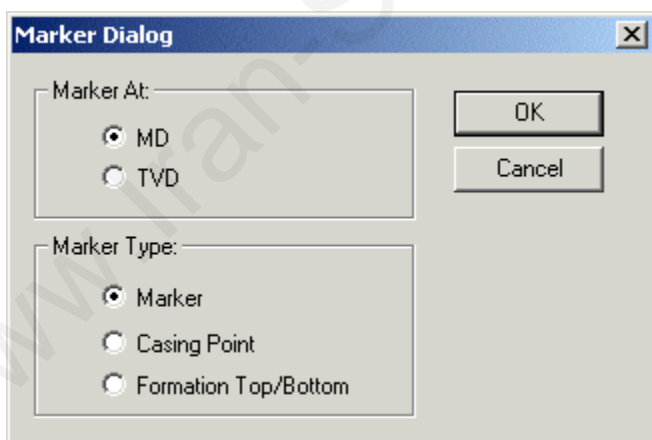 Marker Dialog
Marker At:
MD
TVD
OK
Cancel
Marker Type:
Marker
Casing Point
Formation Top/Bottom